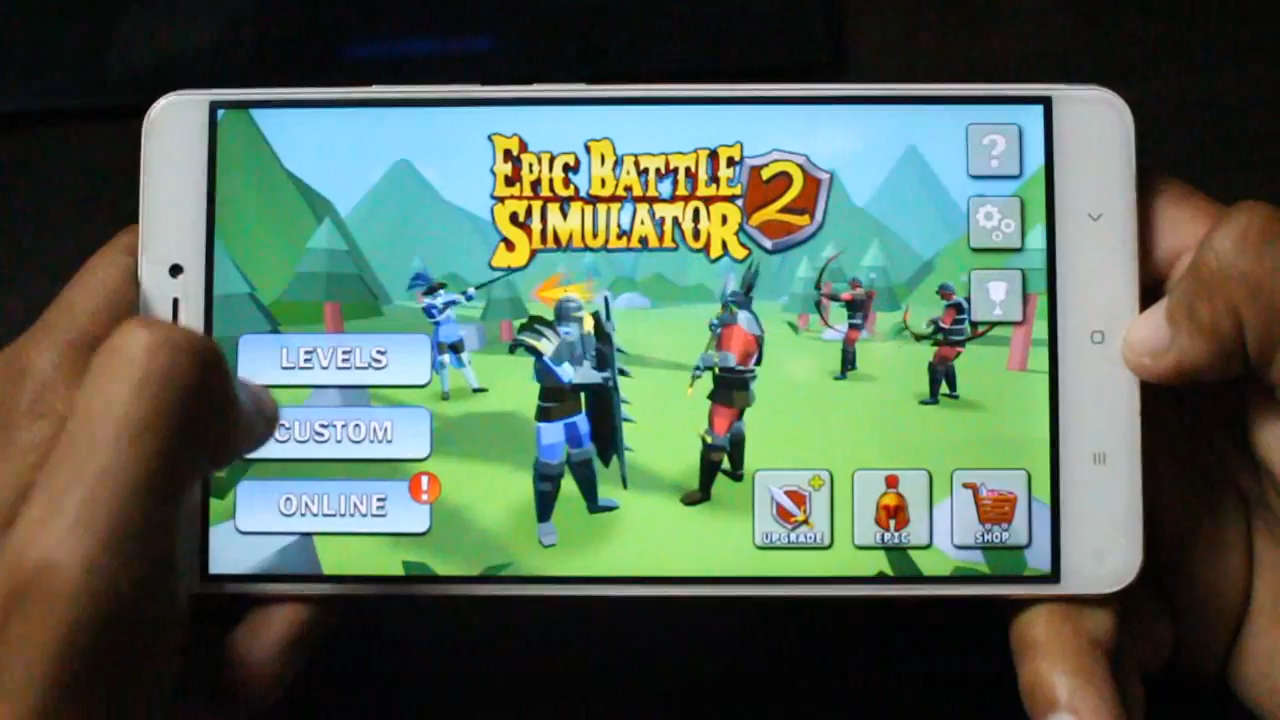 EPIC BATTLE
SIMULATOR 2
?
LEVELS
CUSTOM
ONLINE !
UPGRADE
EPIC
SHOP